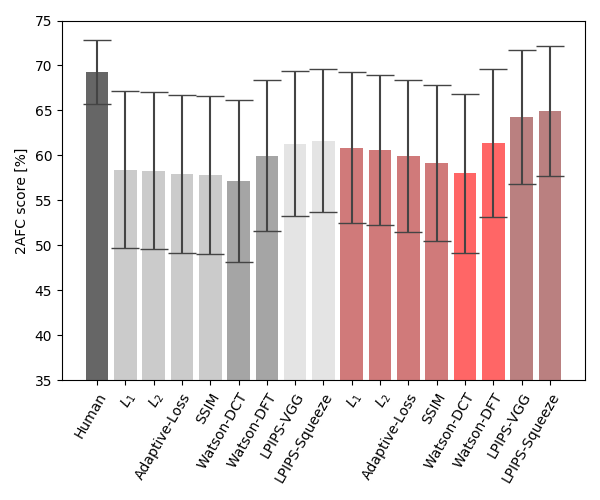 75
70
65
60
55
50
45
40
35
2AFC score [%]
Human
L₁
L₂
Adaptive-Loss
SSIM
Watson-DCT
Watson-DFT
LPIPS-VGG
LPIPS-Squeeze
L₁
L₂
Adaptive-Loss
SSIM
Watson-DCT
Watson-DFT
LPIPS-VGG
LPIPS-Squeeze